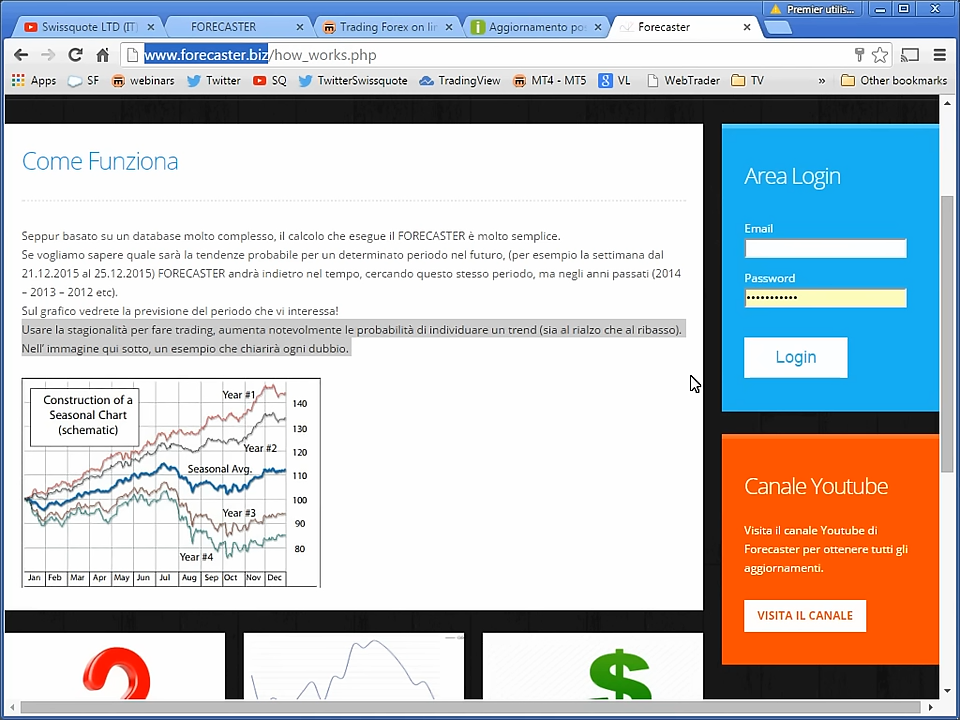 Premier utilis...
Swissquote LTD (IT
FORECASTER
Trading Forex on li
Aggiornamento po
Forecaster
www.forecaster.biz/how_works.php
Apps SF webinars Twitter SQ TwitterSwissquote TradingView MT4 - MT5 VL WebTrader TV » Other bookmarks
Come Funziona
Seppur basato su un database molto complesso, il calcolo che esegue il FORECASTER è molto semplice.
Se vogliamo sapere quale sarà la tendenze probabile per un determinato periodo nel futuro, (per esempio la settimana dal
21.12.2015 al 25.12.2015) FORECASTER andrà indietro nel tempo, cercando questo stesso periodo, ma negli anni passati (2014
– 2013 – 2012 etc).
Sul grafico vedrete la previsione del periodo che vi interessa!
Usare la stagionalità per fare trading, aumenta notevolmente le probabilità di individuare un trend (sia al rialzo che al ribasso).
Nell' immagine qui sotto, un esempio che chiarirà ogni dubbio.
Construction of a
Seasonal Chart
(schematic)
Year #1
Year #2
Seasonal Avg.
Year #3
Year #4
140
130
120
110
100
90
80
Jan Feb Mar Apr May Jun Jul Aug Sep Oct Nov Dec
Area Login
Email
Password
Login
Canale Youtube
Visita il canale Youtube di
Forecaster per ottenere tutti gli
aggiornamenti.
VISITA IL CANALE